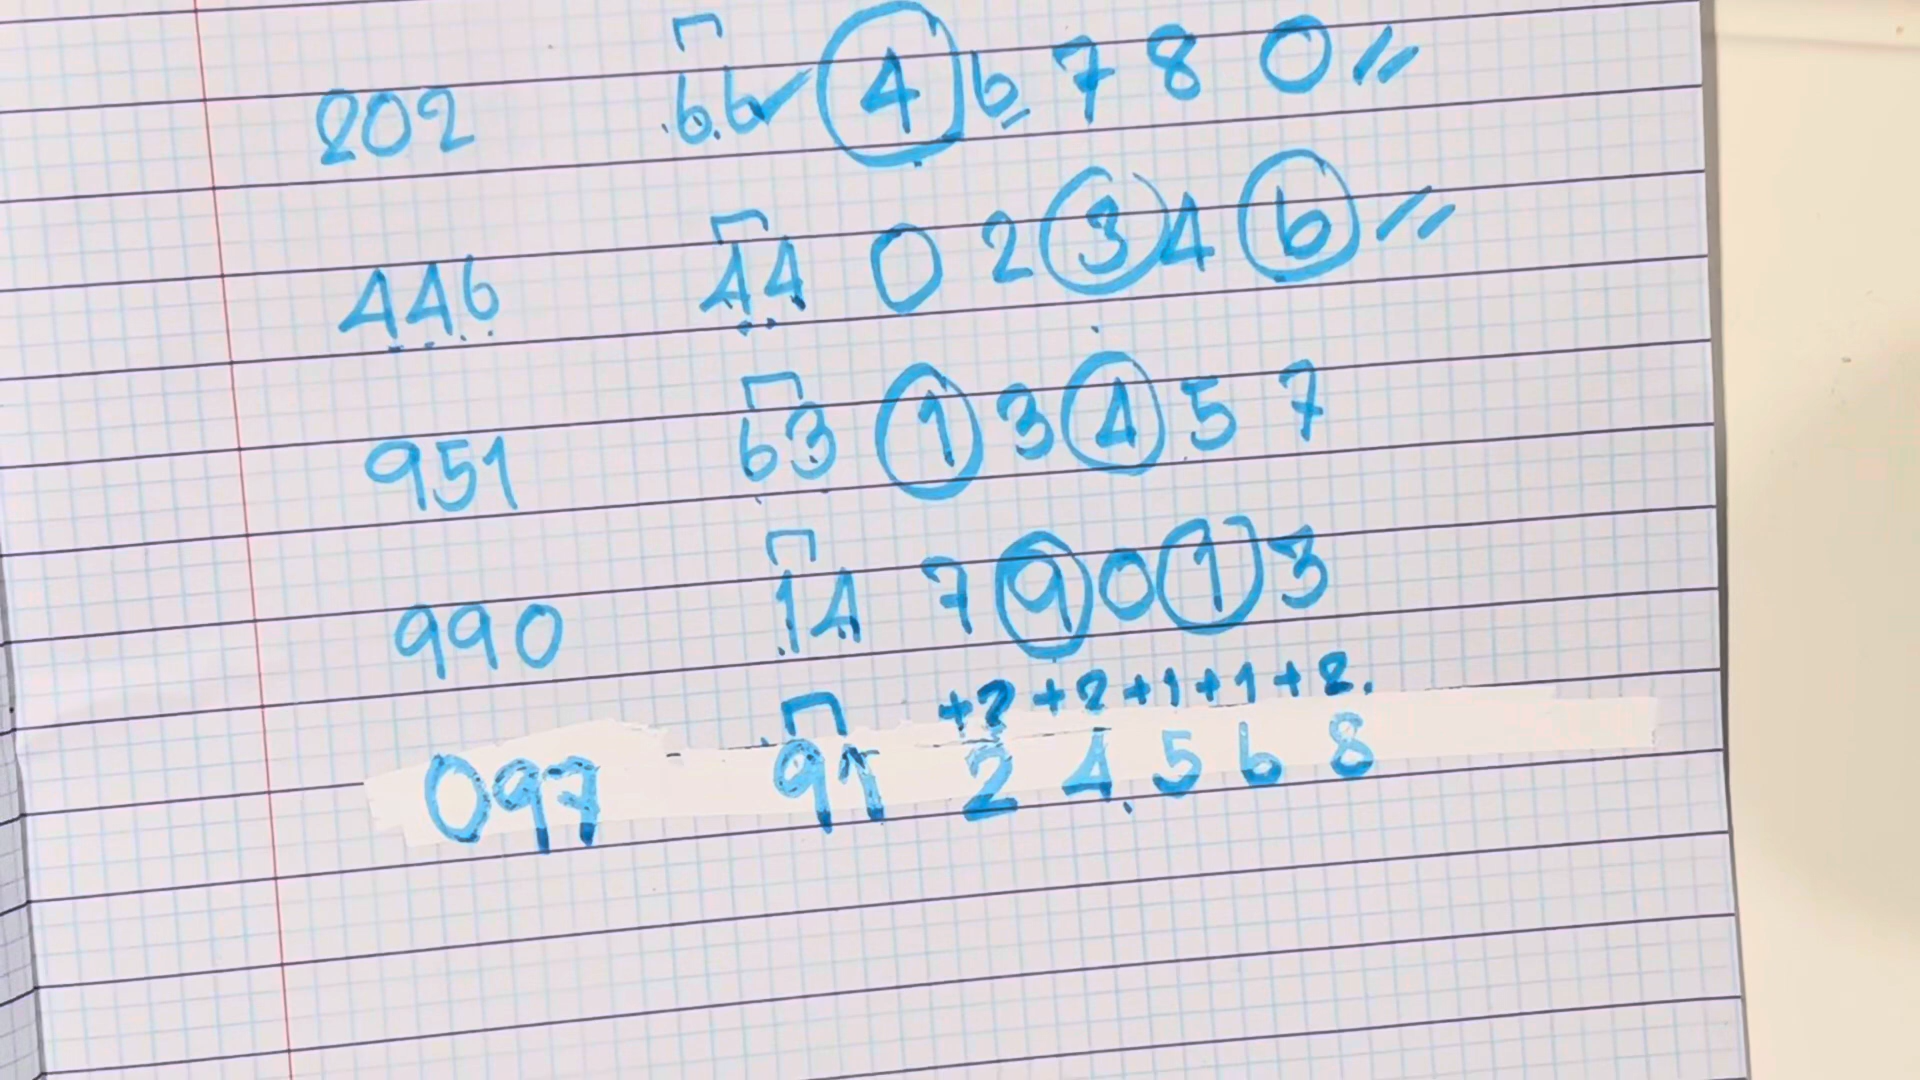 202 66 ✓ 4 6 7 8 0 //
446 44 0 2 3 4 6 //
951 63 1 3 4 5 7
990 14 7 9 0 1 3
+2 +2 +1 +1 +2.
097 91 2 4 5 6 8